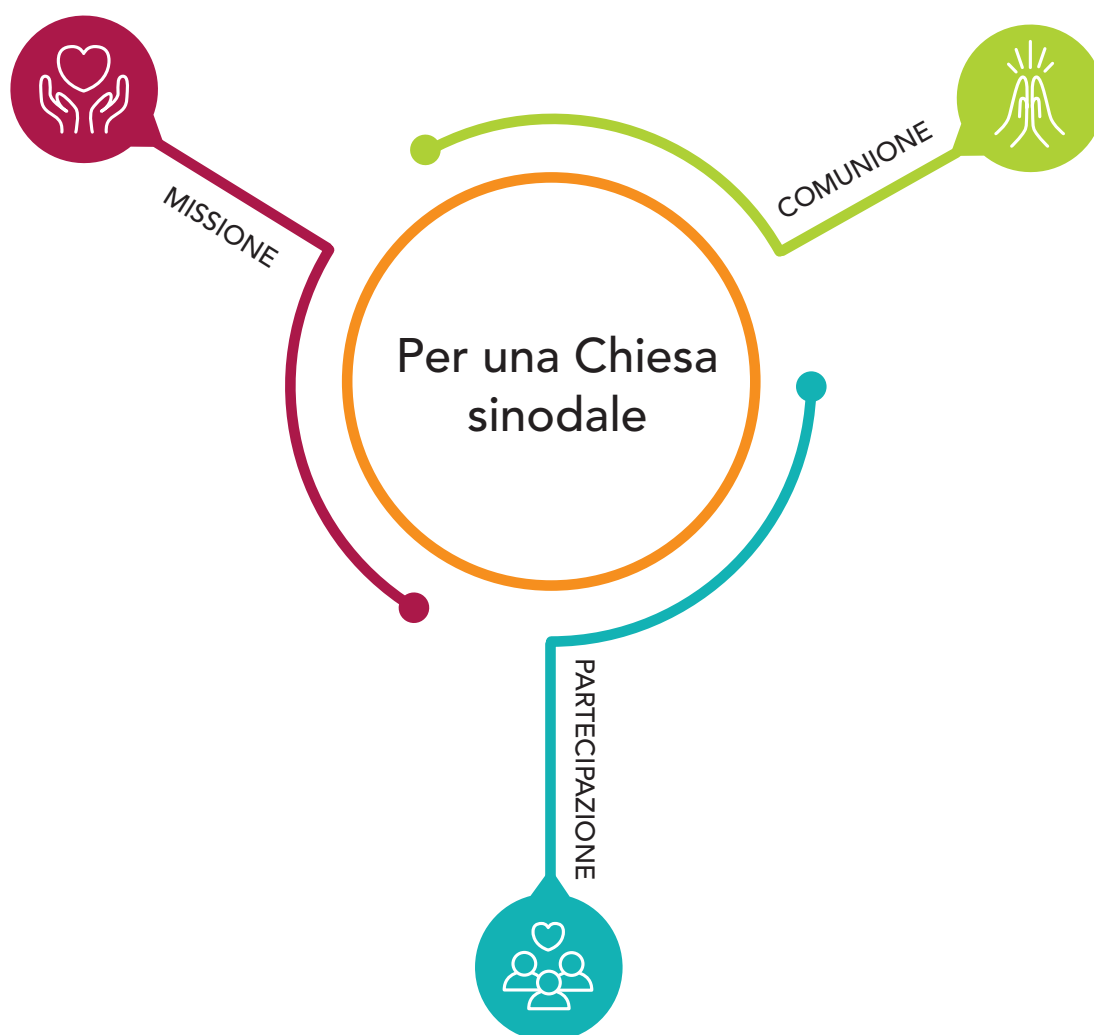 MISSIONE
COMUNIONE
Per una Chiesa
sinodale
PARTECIPAZIONE